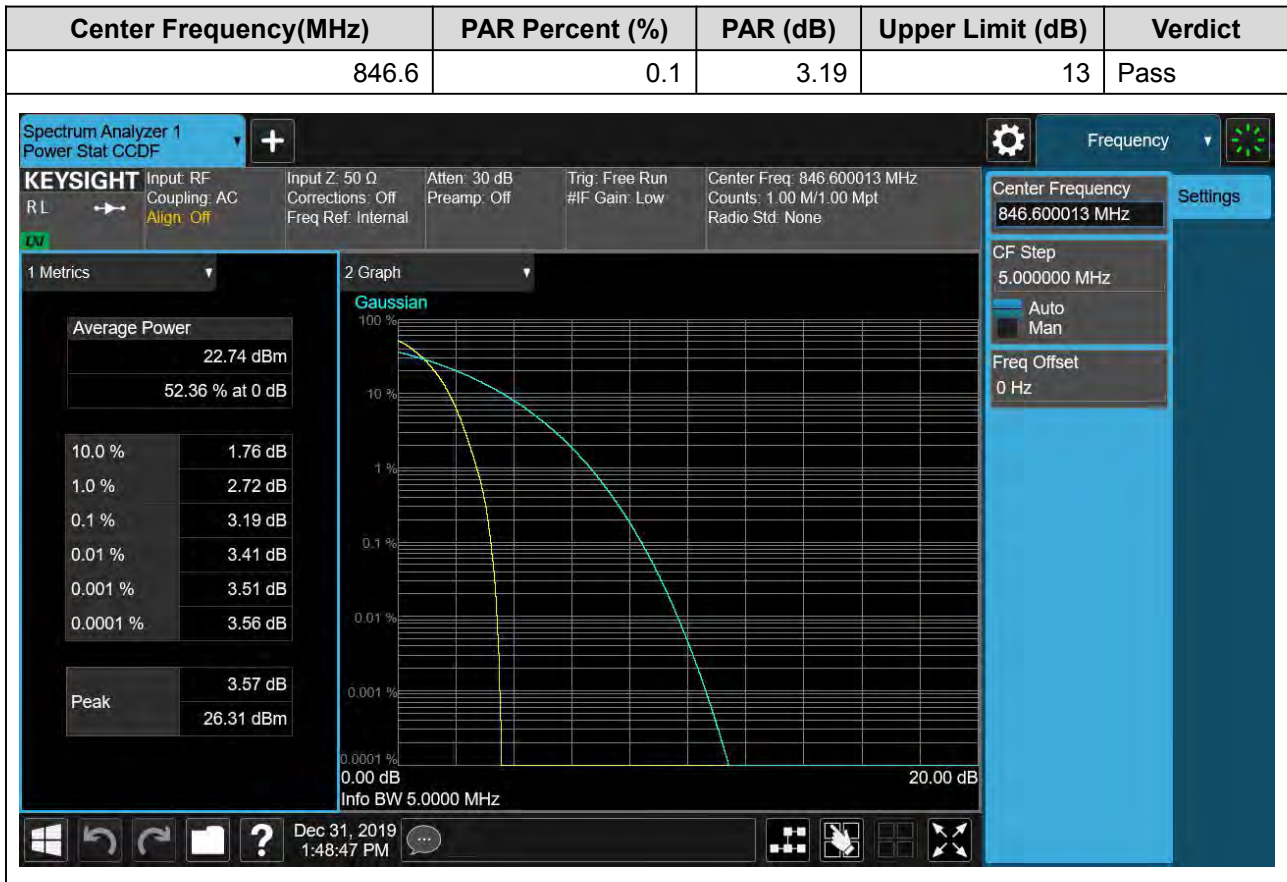 Center Frequency(MHz) PAR Percent (%) PAR (dB) Upper Limit (dB) Verdict
846.6 0.1 3.19 13 Pass
Spectrum Analyzer 1
Power Stat CCDF
Frequency
KEYSIGHT Input: RF Input Z: 50 Ω Atten: 30 dB Trig: Free Run Center Freq: 846.600013 MHz
R L Coupling: AC Corrections: Off Preamp: Off #IF Gain: Low Counts: 1.00 M/1.00 Mpt
Align: Off Freq Ref: Internal Radio Std: None
LXI
Center Frequency
846.600013 MHz
Settings
CF Step
5.000000 MHz
Auto
Man
Freq Offset
0 Hz
1 Metrics
Average Power
22.74 dBm
52.36 % at 0 dB
10.0 % 1.76 dB
1.0 % 2.72 dB
0.1 % 3.19 dB
0.01 % 3.41 dB
0.001 % 3.51 dB
0.0001 % 3.56 dB
Peak 3.57 dB
26.31 dBm
2 Graph
Gaussian
100 %
10 %
1 %
0.1 %
0.01 %
0.001 %
0.0001 %
0.00 dB 20.00 dB
Info BW 5.0000 MHz
Dec 31, 2019
1:48:47 PM